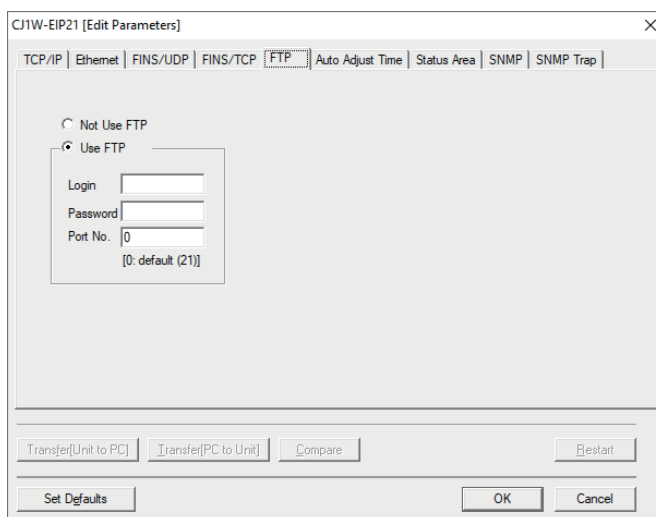 CJ1W-EIP21 [Edit Parameters]
TCP/IP Ethernet FINS/UDP FINS/TCP FTP Auto Adjust Time Status Area SNMP SNMP Trap
Not Use FTP
Use FTP
Login
Password
Port No. 0
[0: default (21)]
Transfer[Unit to PC] Transfer[PC to Unit] Compare Restart
Set Defaults OK Cancel